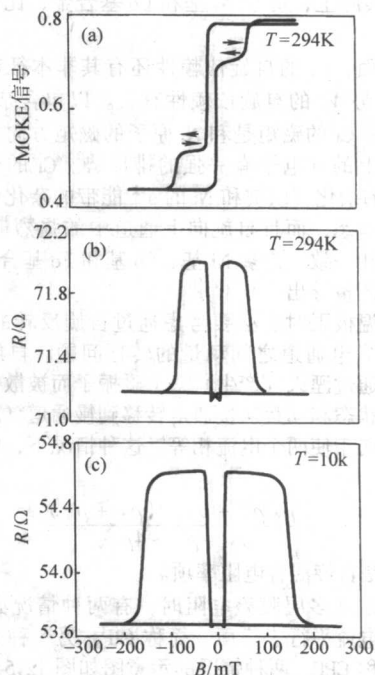 0.8
(a)
T=294K
MOKE信号
0.6
0.4
72.2
(b)
T=294K
R/Ω
71.8
71.4
71.0
54.8
(c)
T=10k
R/Ω
54.4
54.0
53.6
-300 -200 -100 0 100 200 300
B/mT